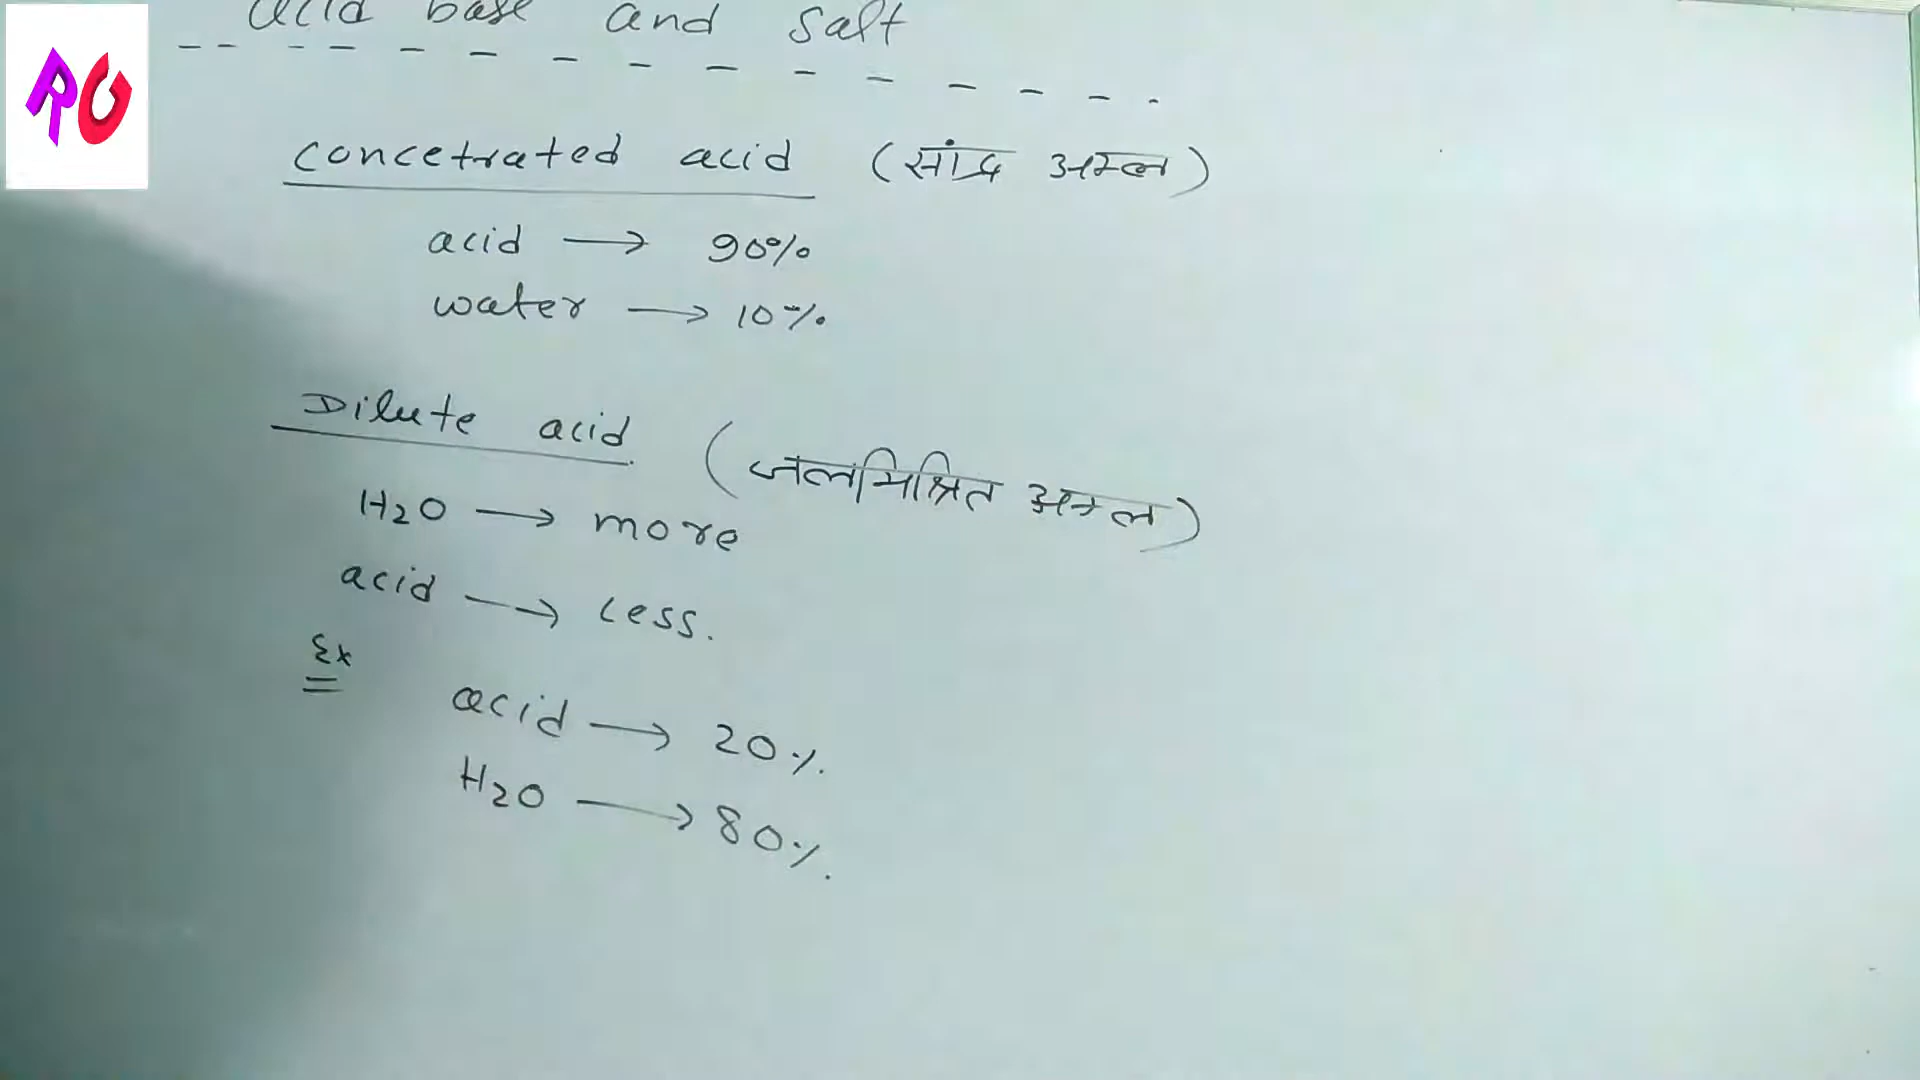 acid base and salt
RG
concetrated acid (सांद्र अम्ल)
acid → 90%
water → 10%
Dilute acid (जलमिश्रित अम्ल)
H2O → more
acid → Less.
Ex
acid → 20%.
H2O → 80%.